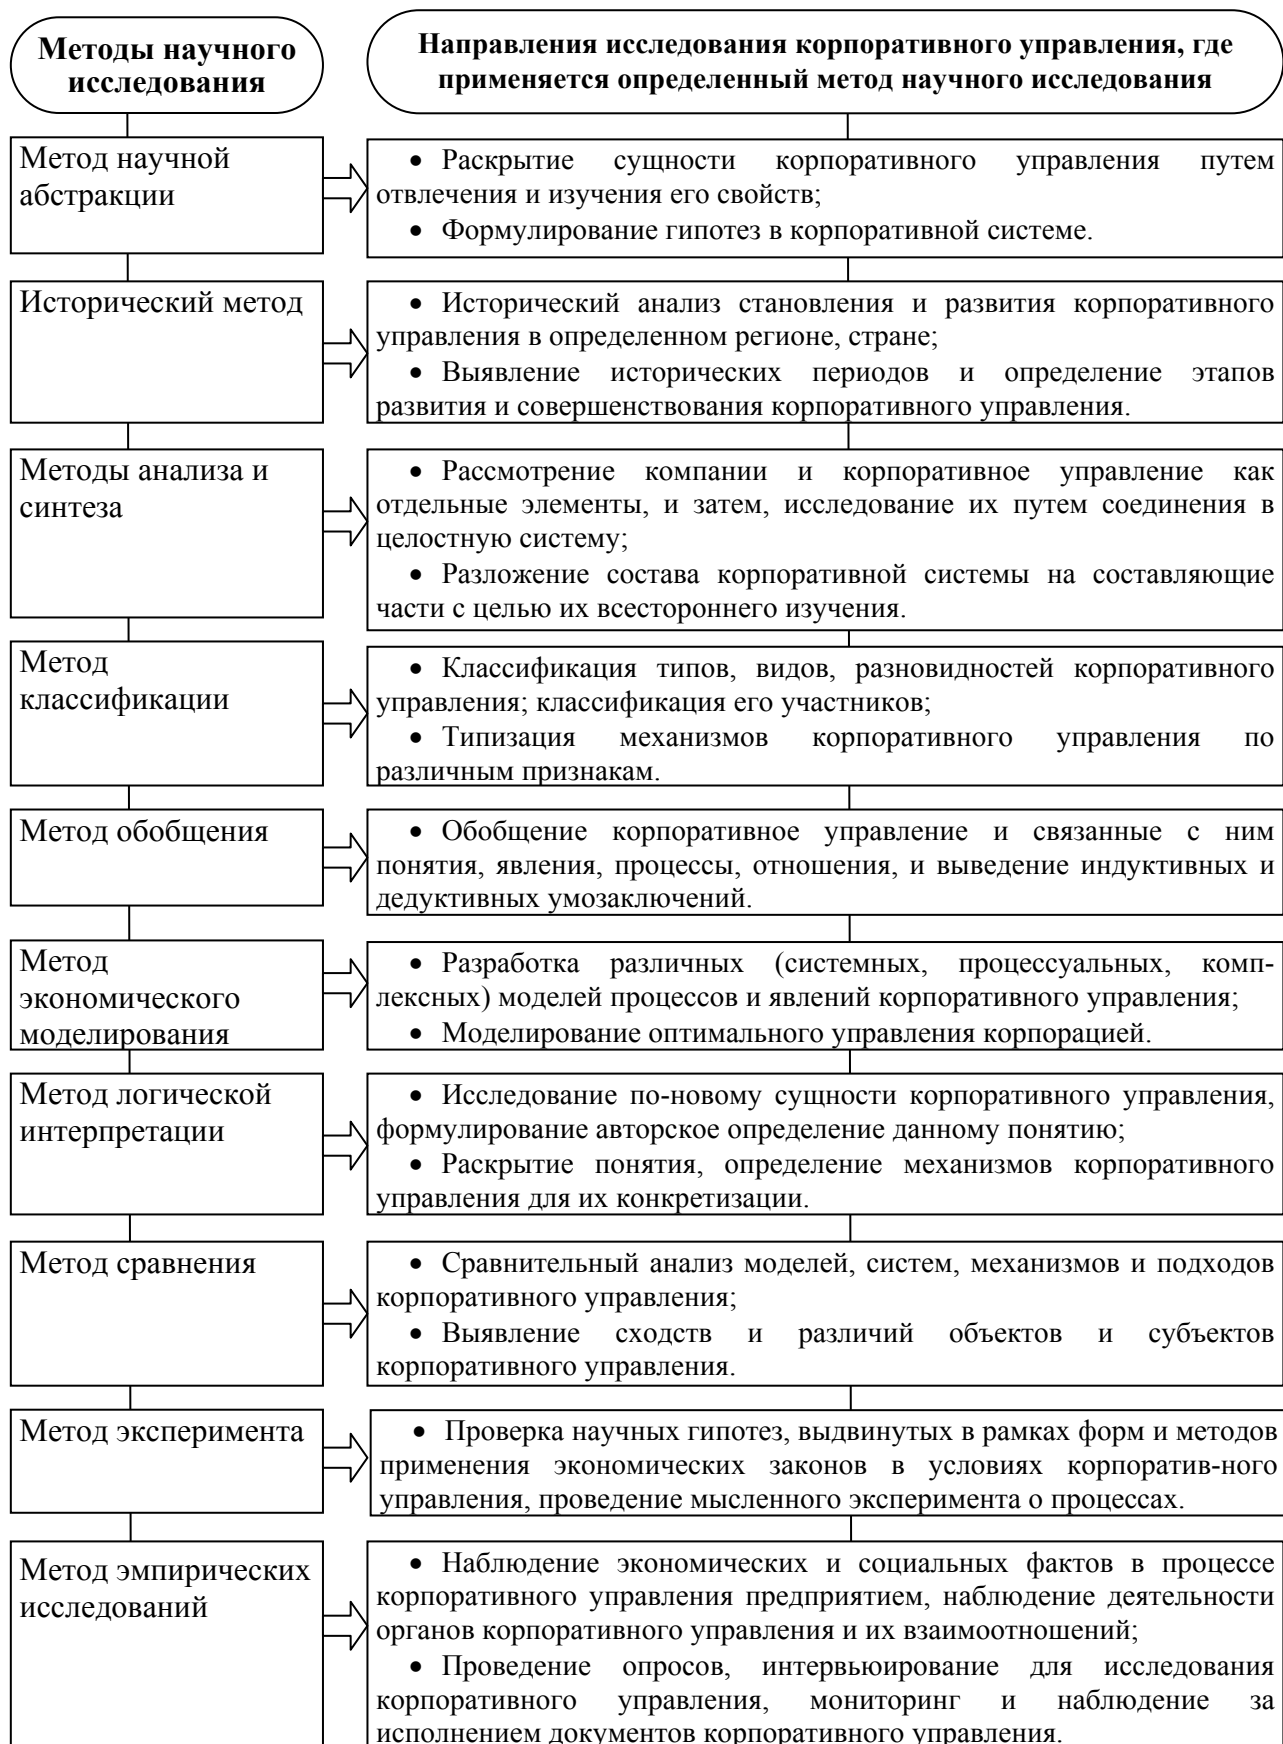 Методы научного
исследования
Направления исследования корпоративного управления, где
применяется определенный метод научного исследования
Метод научной
абстракции
• Раскрытие сущности корпоративного управления путем
отвлечения и изучения его свойств;
• Формулирование гипотез в корпоративной системе.
Исторический метод
• Исторический анализ становления и развития корпоративного
управления в определенном регионе, стране;
• Выявление исторических периодов и определение этапов
развития и совершенствования корпоративного управления.
Методы анализа и
синтеза
• Рассмотрение компании и корпоративное управление как
отдельные элементы, и затем, исследование их путем соединения в
целостную систему;
• Разложение состава корпоративной системы на составляющие
части с целью их всестороннего изучения.
Метод
классификации
• Классификация типов, видов, разновидностей корпоративного
управления; классификация его участников;
• Типизация механизмов корпоративного управления по
различным признакам.
Метод обобщения
• Обобщение корпоративное управление и связанные с ним
понятия, явления, процессы, отношения, и выведение индуктивных и
дедуктивных умозаключений.
Метод
экономического
моделирования
• Разработка различных (системных, процессуальных, комп-
лексных) моделей процессов и явлений корпоративного управления;
• Моделирование оптимального управления корпорацией.
Метод логической
интерпретации
• Исследование по-новому сущности корпоративного управления,
формулирование авторское определение данному понятию;
• Раскрытие понятия, определение механизмов корпоративного
управления для их конкретизации.
Метод сравнения
• Сравнительный анализ моделей, систем, механизмов и подходов
корпоративного управления;
• Выявление сходств и различий объектов и субъектов
корпоративного управления.
Метод эксперимента
• Проверка научных гипотез, выдвинутых в рамках форм и методов
применения экономических законов в условиях корпоратив-ного
управления, проведение мысленного эксперимента о процессах.
Метод эмпирических
исследований
• Наблюдение экономических и социальных фактов в процессе
корпоративного управления предприятием, наблюдение деятельности
органов корпоративного управления и их взаимоотношений;
• Проведение опросов, интервьюирование для исследования
корпоративного управления, мониторинг и наблюдение за
исполнением документов корпоративного управления.